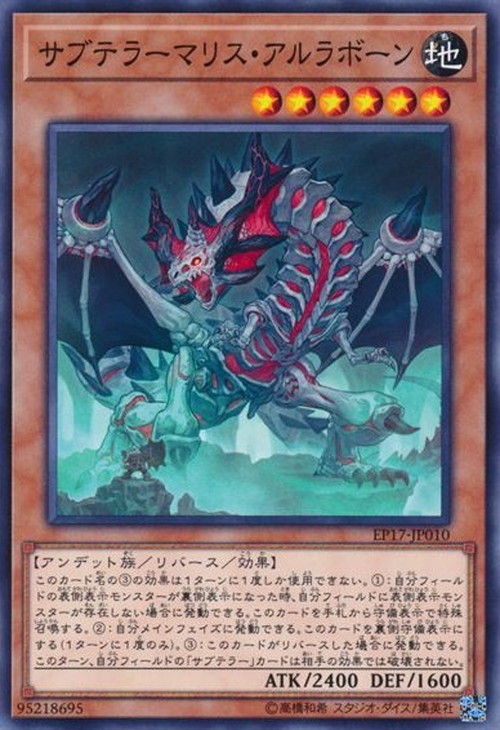 サブテラーマリス・アルラボーン
地
EP17-JP010
【アンデット族／リバース／効果】
このカード名の③の効果は1ターンに1度しか使用できない。①:自分フィール
ドの表側表示モンスターが裏側表示になった時、自分フィールドに表側表示モン
スターが存在しない場合に発動できる。このカードを手札から守備表示で特殊
召喚する。②:自分メインフェイズに発動できる。このカードを裏側守備表示に
する(1ターンに1度のみ)。③:このカードがリバースした場合に発動できる。
このターン、自分フィールドの「サブテラー」カードは相手の効果では破壊されない。
ATK/2400 DEF/1600
95218695
©高橋和希 スタジオ・ダイス/集英社